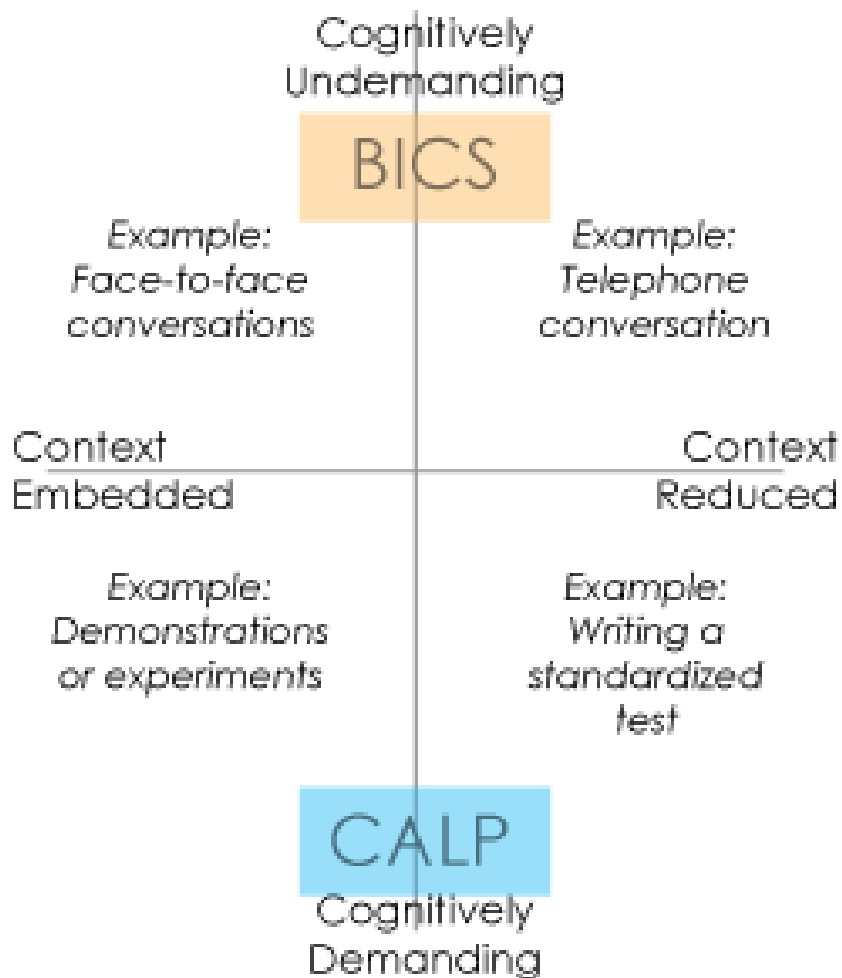 Cognitively
Undemanding
BICS
Example:
Face-to-face
conversations
Example:
Telephone
conversation
Context
Embedded
Context
Reduced
Example:
Demonstrations
or experiments
Example:
Writing a
standardized
test
CALP
Cognitively
Demanding